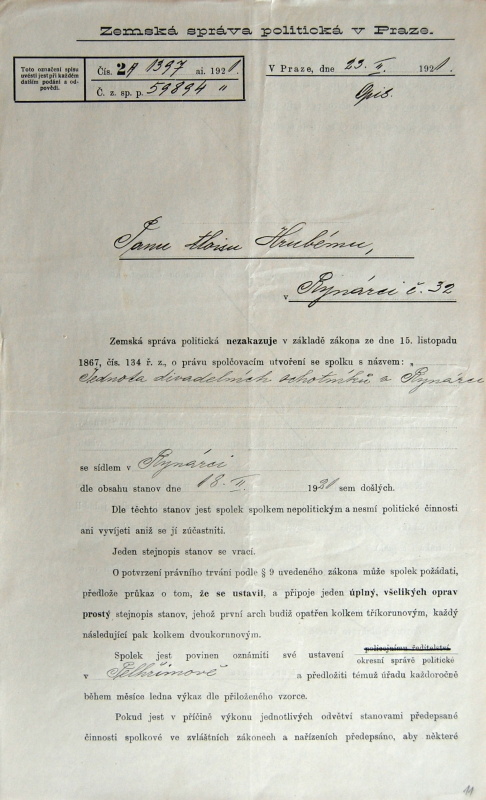 Zemská správa politická v Praze.
Toto označení spisu
uvésti jest při každém
dalším podání a od-
povědi.
Čís. 2A 1397 ai. 1921.
Č. z. sp. p. 59894 "
V Praze, dne 23. II. 1921.
Opis.
Panu Aloisu Hrubému,
v Rynárci č. 32
Zemská správa politická nezakazuje v základě zákona ze dne 15. listopadu
1867, čís. 134 ř. z., o právu spolčovacím utvoření se spolku s názvem: „
Jednota divadelních ochotníků v Rynárci
se sídlem v Rynárci
dle obsahu stanov dne 18. II. 1921 sem došlých.
Dle těchto stanov jest spolek spolkem nepolitickým a nesmí politické činnosti
ani vyvíjeti aniž se jí zúčastniti.
Jeden stejnopis stanov se vrací.
O potvrzení právního trvání podle § 9 uvedeného zákona může spolek požádati,
předlože průkaz o tom, že se ustavil, a připoje jeden úplný, všelikých oprav
prostý stejnopis stanov, jehož první arch budiž opatřen kolkem tříkorunovým, každý
následující pak kolkem dvoukorunovým.
Spolek jest povinen oznámiti své ustavení policejnímu ředitelství
okresní správě politické
v Pelhřimově a předložiti témuž úřadu každoročně
během měsíce ledna výkaz dle přiloženého vzorce.
Pokud jest v příčině výkonu jednotlivých odvětví stanovami předepsané
činnosti spolkové ve zvláštních zákonech a nařízeních předepsáno, aby některé